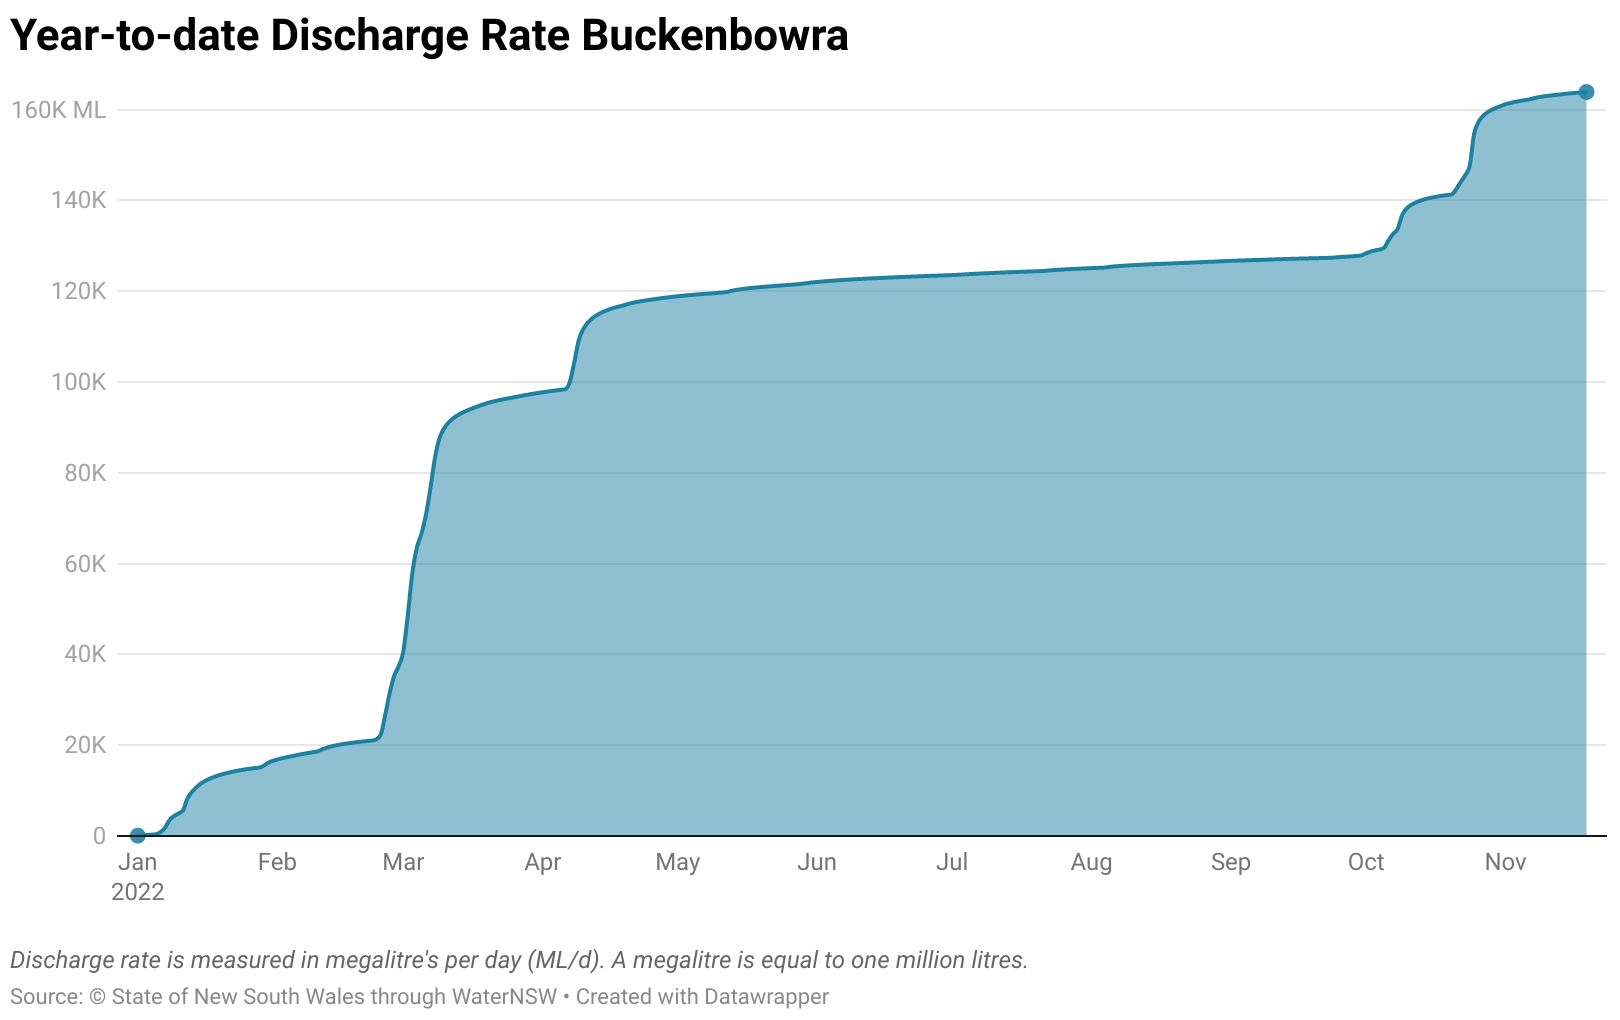 Year-to-date Discharge Rate Buckenbowra
160K ML
140K
120K
100K
80K
60K
40K
20K
0
Jan Feb Mar Apr May Jun Jul Aug Sep Oct Nov
2022
Discharge rate is measured in megalitre's per day (ML/d). A megalitre is equal to one million litres.
Source: © State of New South Wales through WaterNSW • Created with Datawrapper